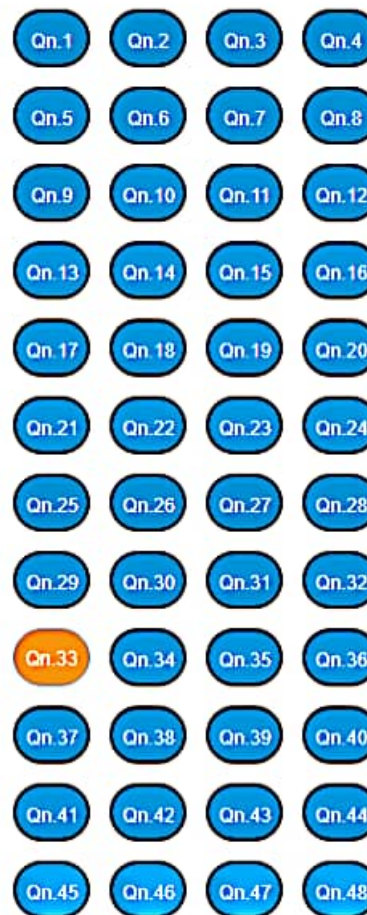 Qn.1 Qn.2 Qn.3 Qn.4
Qn.5 Qn.6 Qn.7 Qn.8
Qn.9 Qn.10 Qn.11 Qn.12
Qn.13 Qn.14 Qn.15 Qn.16
Qn.17 Qn.18 Qn.19 Qn.20
Qn.21 Qn.22 Qn.23 Qn.24
Qn.25 Qn.26 Qn.27 Qn.28
Qn.29 Qn.30 Qn.31 Qn.32
Qn.33 Qn.34 Qn.35 Qn.36
Qn.37 Qn.38 Qn.39 Qn.40
Qn.41 Qn.42 Qn.43 Qn.44
Qn.45 Qn.46 Qn.47 Qn.48